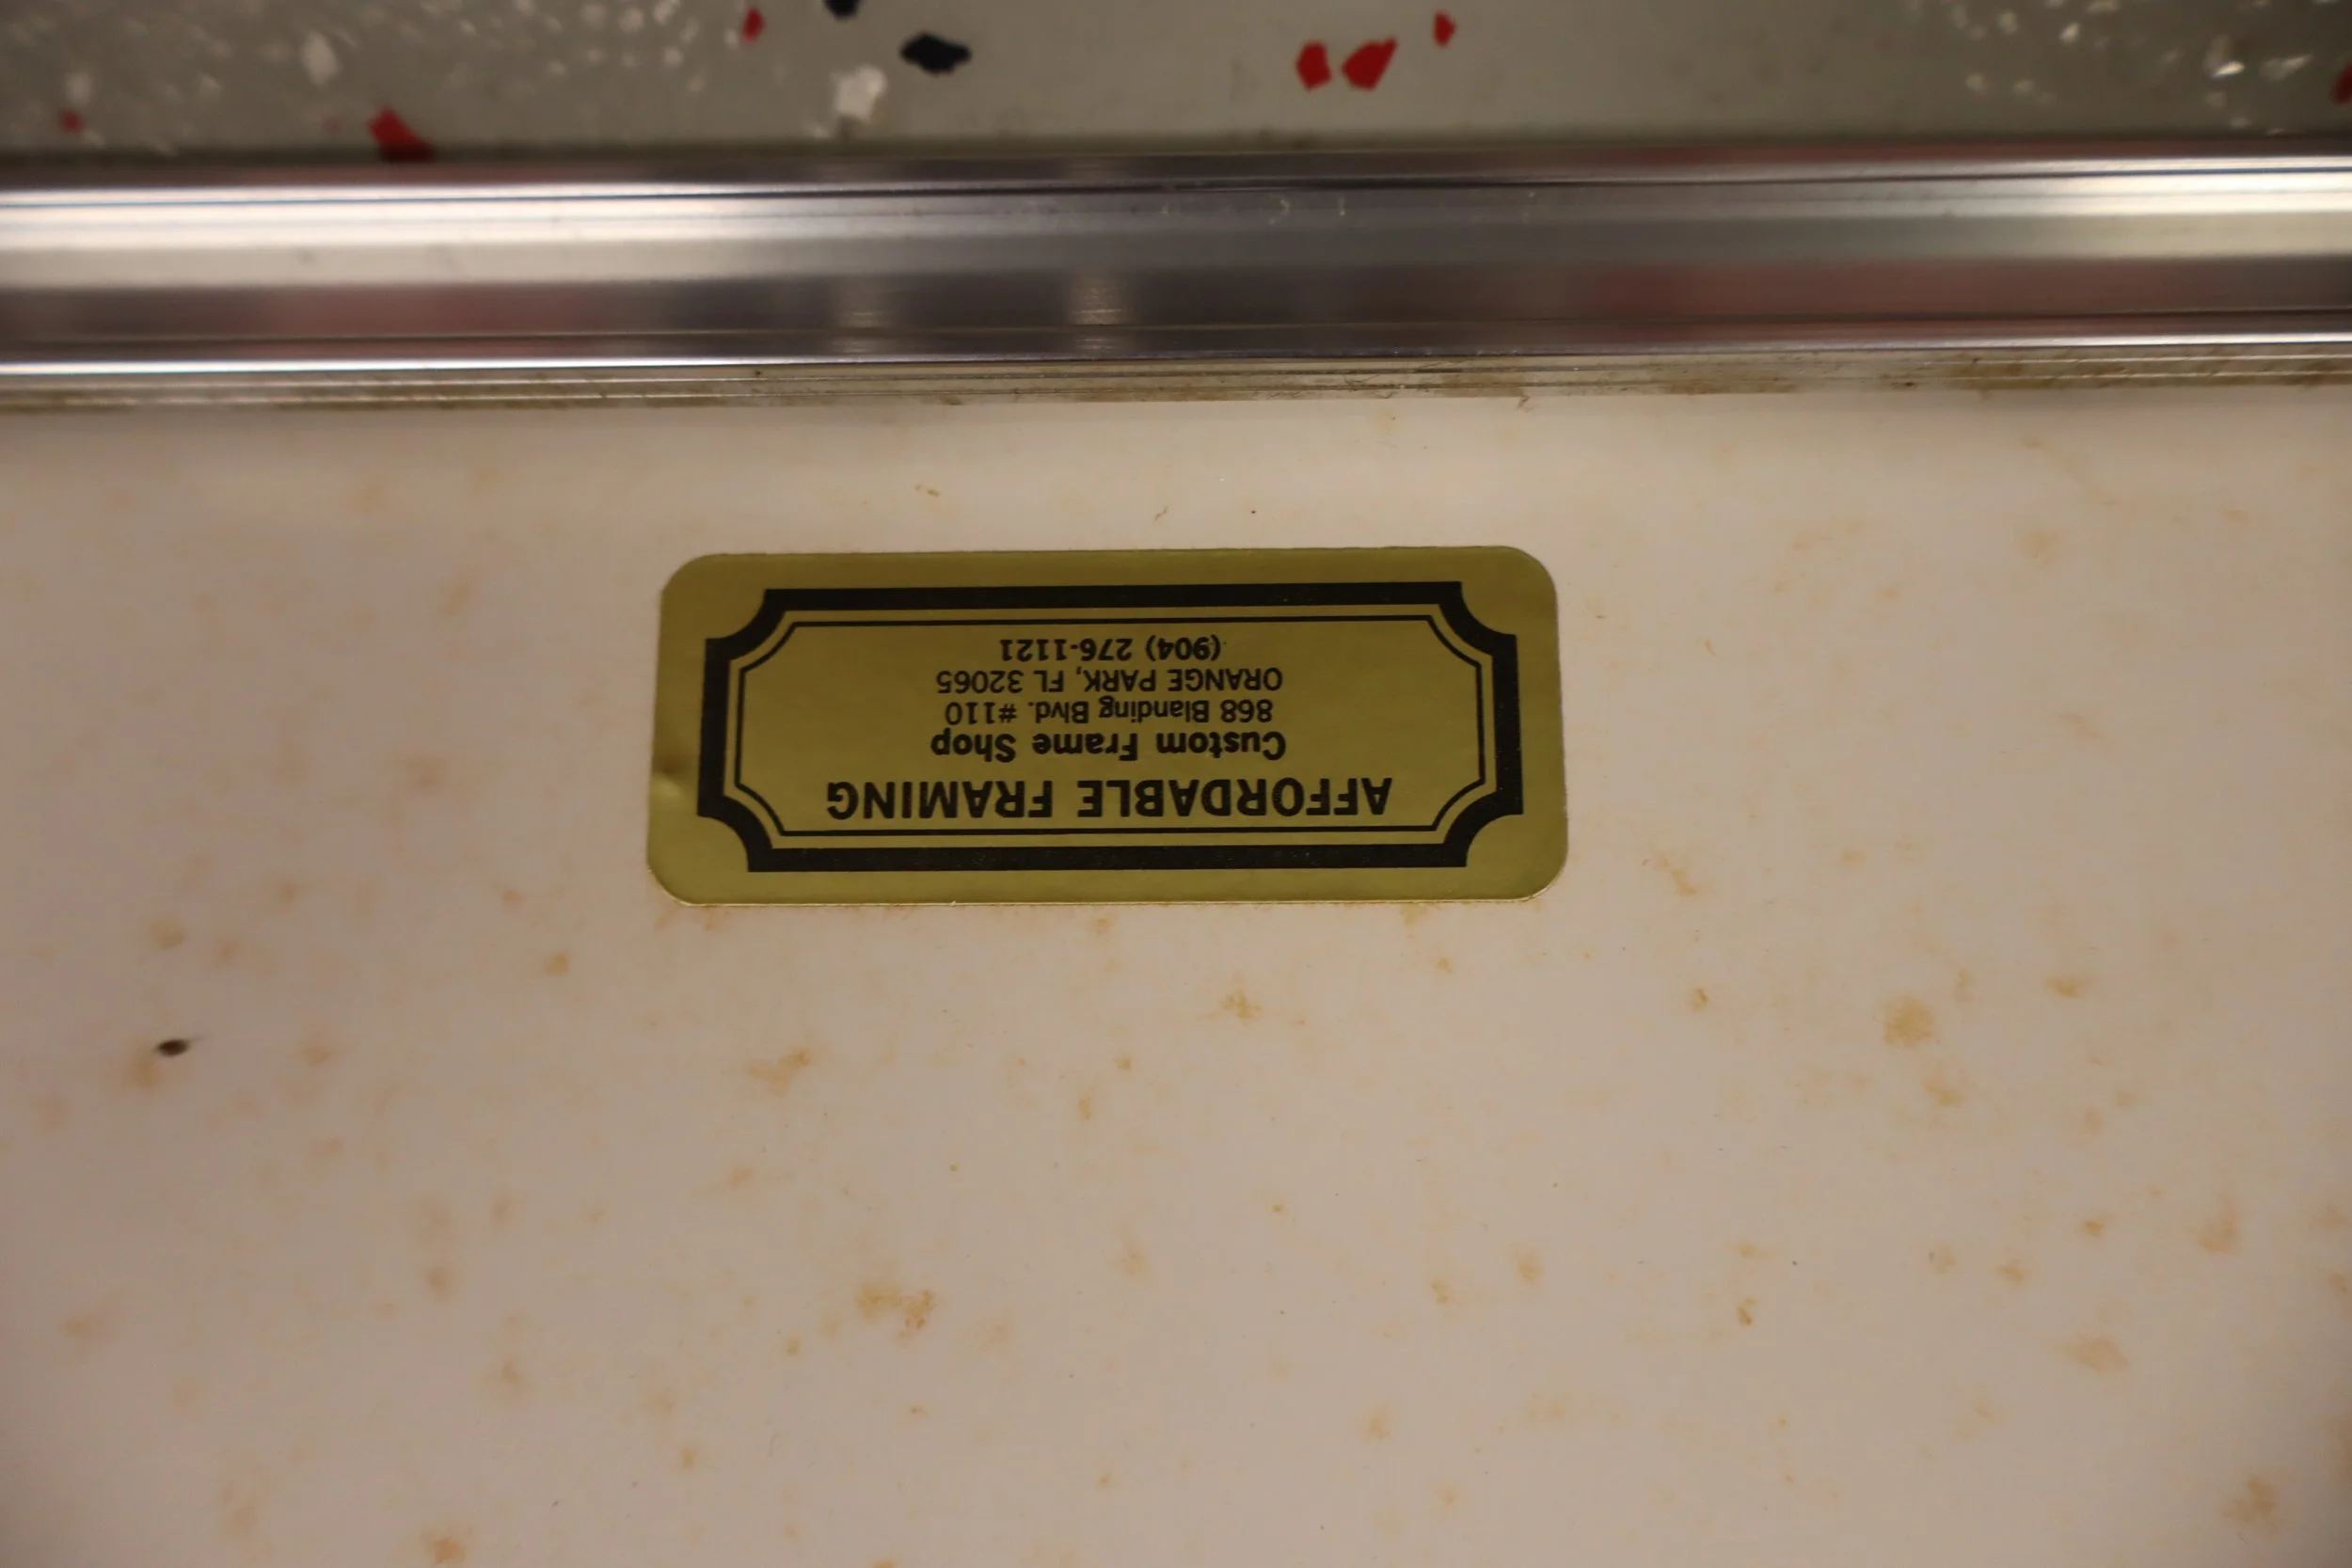 AFFORDABLE FRAMING
Custom Frame Shop
868 Blanding Blvd. #110
ORANGE PARK, FL 32065
(904) 276-1121